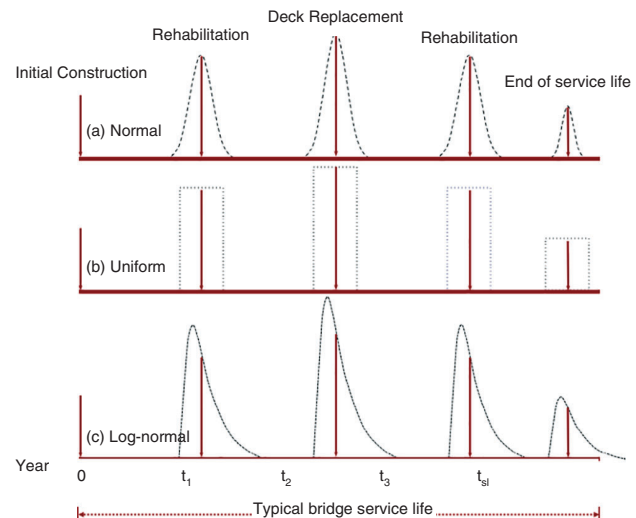 Deck Replacement
Rehabilitation
Rehabilitation
Initial Construction
End of service life
(a) Normal
(b) Uniform
(c) Log-normal
Year
0 t1 t2 t3 tsl
Typical bridge service life